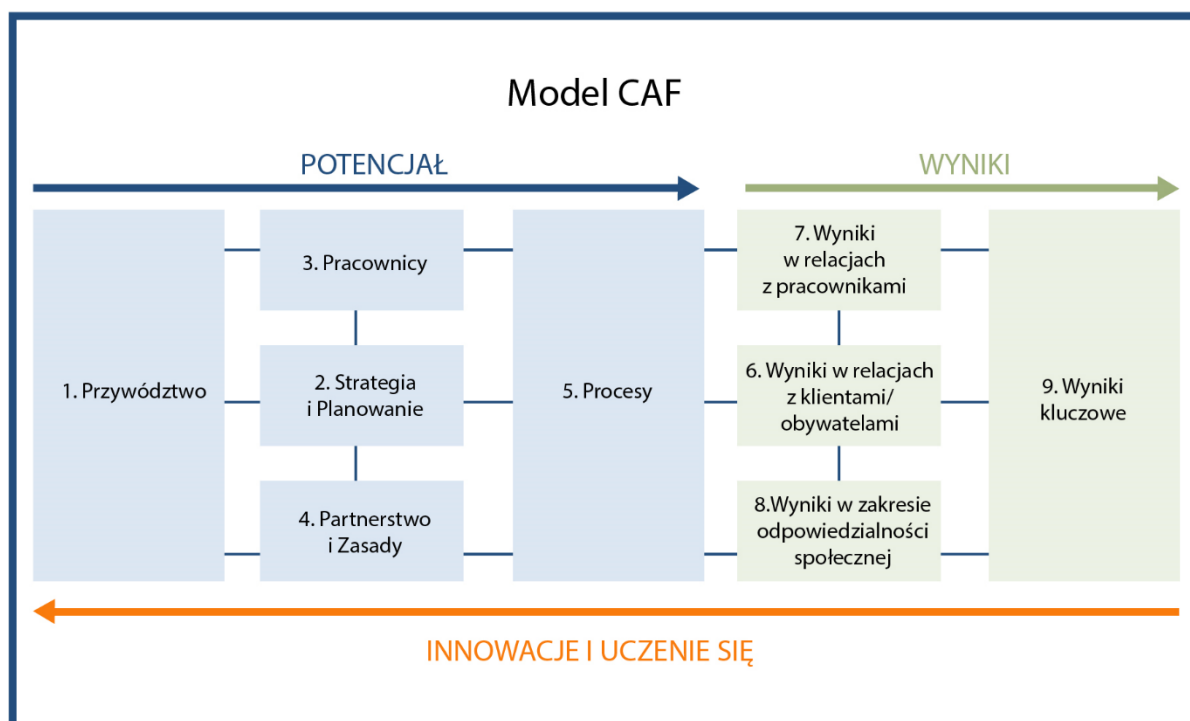 Model CAF
POTENCJAŁ
WYNIKI
1. Przywództwo
3. Pracownicy
2. Strategia
i Planowanie
4. Partnerstwo
i Zasady
5. Procesy
7. Wyniki
w relacjach
z pracownikami
6. Wyniki w relacjach
z klientami/
obywatelami
8.Wyniki w zakresie
odpowiedzialności
społecznej
9. Wyniki
kluczowe
INNOWACJE I UCZENIE SIĘ